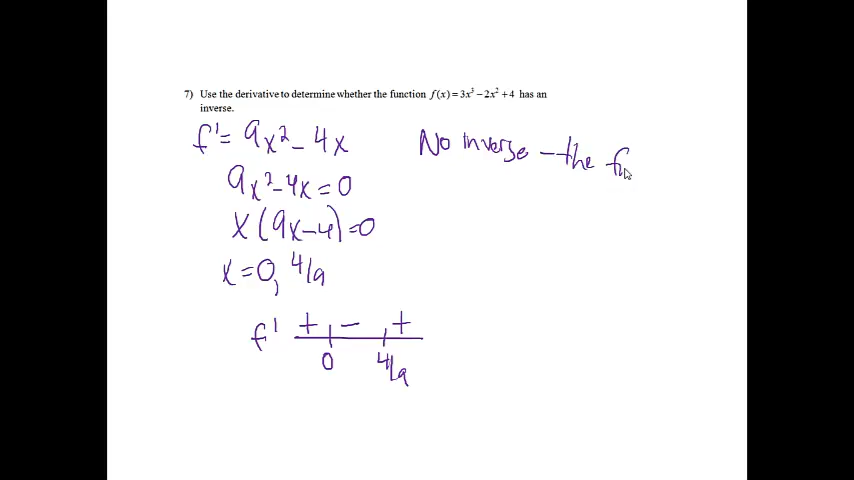 7) Use the derivative to determine whether the function f(x) = 3x³ − 2x² + 4 has an
inverse.
f' = 9x² − 4x
No inverse – the f
9x² − 4x = 0
x(9x − 4) = 0
x = 0, 4/9
f' + − +
0 4/9